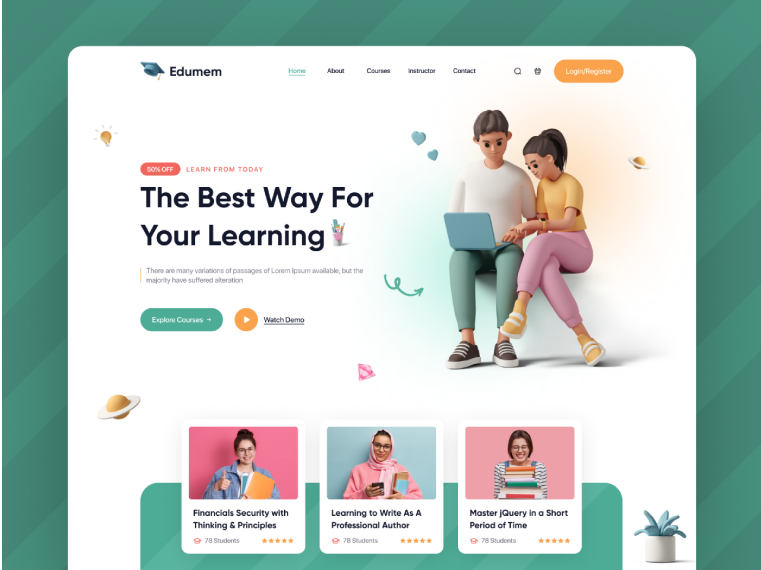 Edumem
Home
About
Courses
Instructor
Contact
Login/Register
50% OFF
LEARN FROM TODAY
The Best Way For
Your Learning
There are many variations of passages of Lorem Ipsum available, but the
majority have suffered alteration
Explore Courses →
Watch Demo
Financials Security with
Thinking & Principles
78 Students
Learning to Write As A
Professional Author
78 Students
Master jQuery in a Short
Period of Time
78 Students